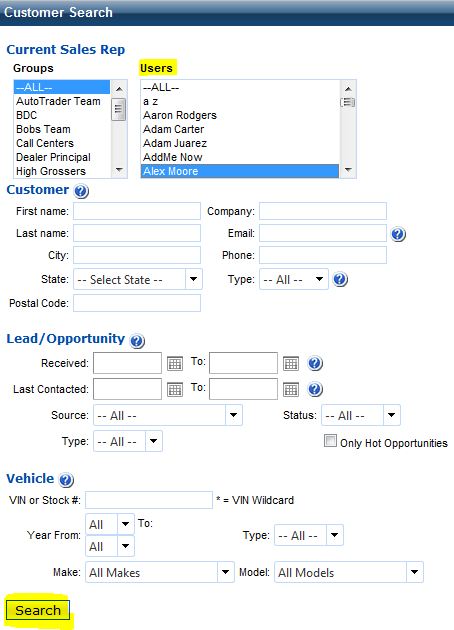 Customer Search
Current Sales Rep
Groups Users
--ALL-- --ALL--
AutoTrader Team a z
BDC Aaron Rodgers
Bobs Team Adam Carter
Call Centers Adam Juarez
Dealer Principal AddMe Now
High Grossers Alex Moore
Customer ?
First name: Company:
Last name: Email: ?
City: Phone:
State: -- Select State -- Type: -- All -- ?
Postal Code:
Lead/Opportunity ?
Received: To: ?
Last Contacted: To: ?
Source: -- All -- Status: -- All --
Type: -- All -- Only Hot Opportunities
Vehicle ?
VIN or Stock #: * = VIN Wildcard
Year From: All To: All Type: -- All --
Make: All Makes Model: All Models
Search